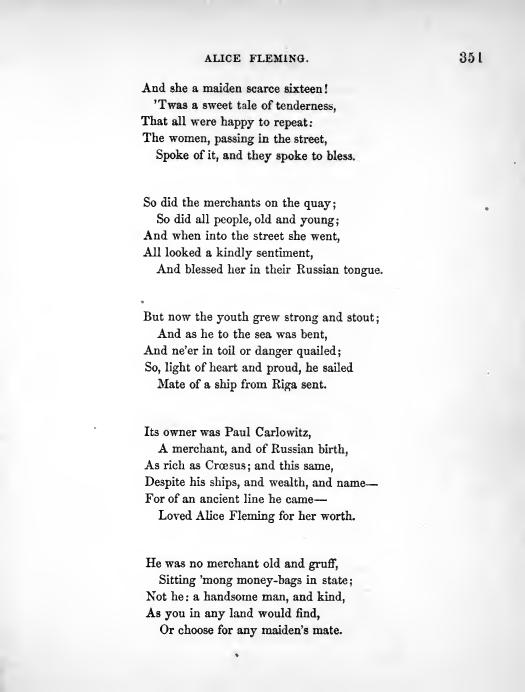 ALICE FLEMING. 351
And she a maiden scarce sixteen!
'Twas a sweet tale of tenderness,
That all were happy to repeat:
The women, passing in the street,
Spoke of it, and they spoke to bless.
So did the merchants on the quay;
So did all people, old and young;
And when into the street she went,
All looked a kindly sentiment,
And blessed her in their Russian tongue.
But now the youth grew strong and stout;
And as he to the sea was bent,
And ne'er in toil or danger quailed;
So, light of heart and proud, he sailed
Mate of a ship from Riga sent.
Its owner was Paul Carlowitz,
A merchant, and of Russian birth,
As rich as Crœsus; and this same,
Despite his ships, and wealth, and name—
For of an ancient line he came—
Loved Alice Fleming for her worth.
He was no merchant old and gruff,
Sitting 'mong money-bags in state;
Not he: a handsome man, and kind,
As you in any land would find,
Or choose for any maiden's mate.